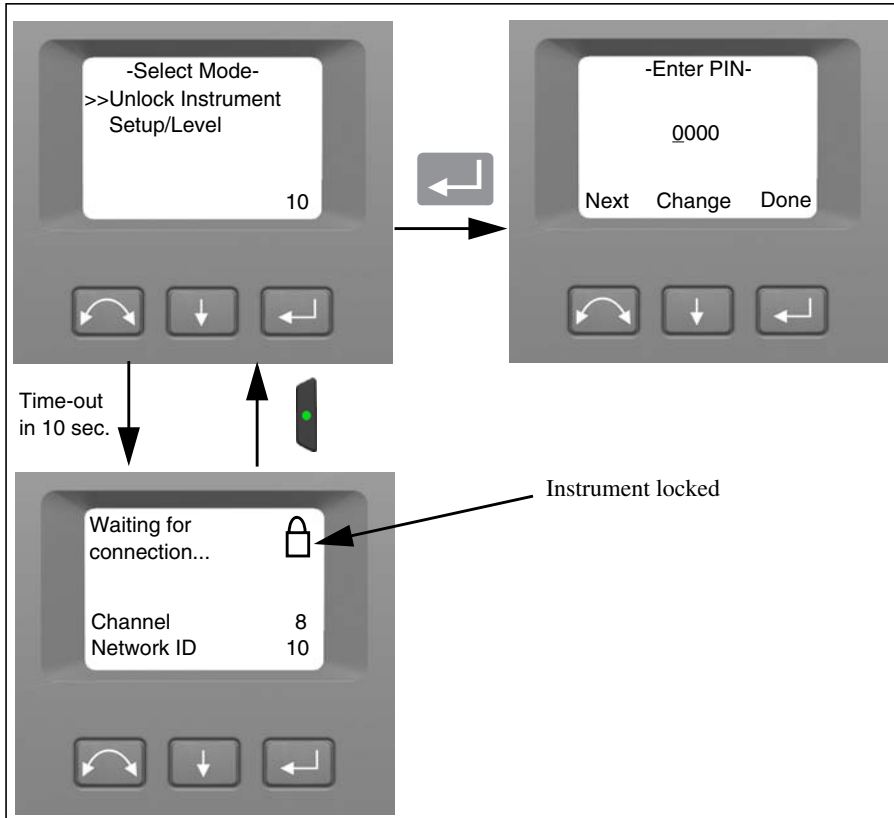 -Select Mode-
>>Unlock Instrument
Setup/Level
10
-Enter PIN-
0000
Next Change Done
Time-out
in 10 sec.
Instrument locked
Waiting for
connection...
Channel 8
Network ID 10